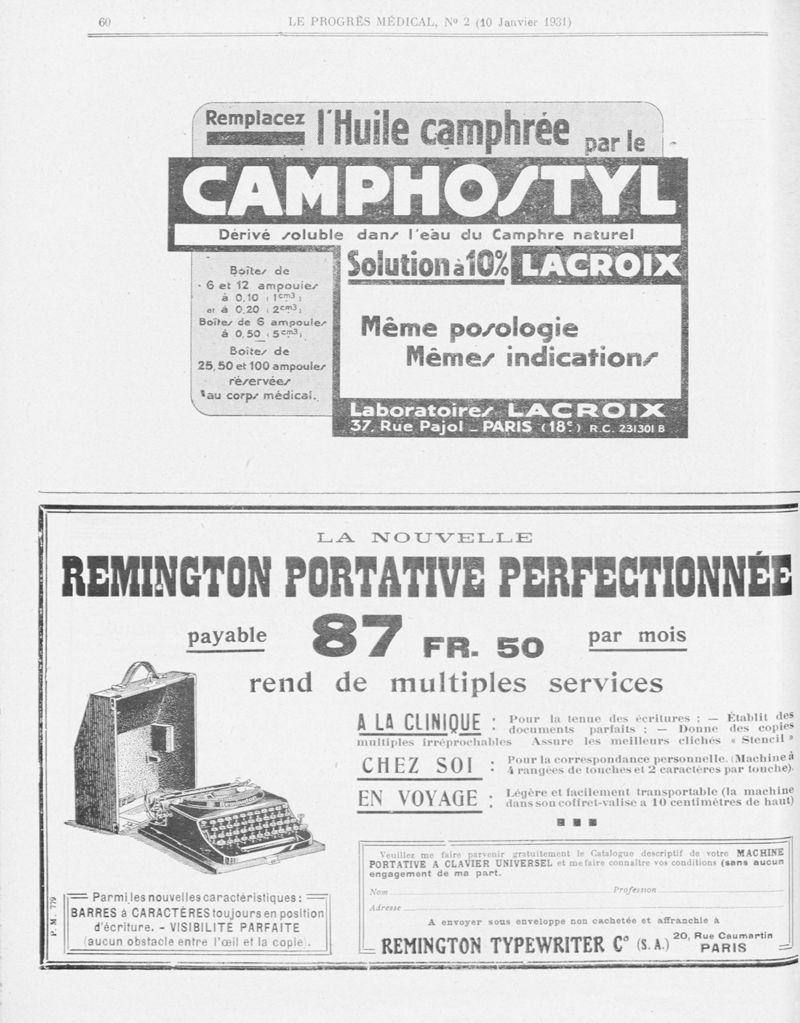 60
LE PROGRÈS MÉDICAL, No 2 (10 Janvier 1931)
Remplacez l'Huile camphrée par le
CAMPHOSTYL
Dérivé soluble dans l'eau du Camphre naturel
Solution à 10% LACROIX
Boîtes de
6 et 12 ampoules
à 0,10 (1cm3)
et à 0,20 (2cm3)
Boîtes de 6 ampoules
à 0,50 (5cm3)
Boîtes de
25, 50 et 100 ampoules
réservées
au corps médical.
Même posologie
Mêmes indications
Laboratoires LACROIX
37, Rue Pajol _ PARIS (18e) R.C. 231301 B
LA NOUVELLE
REMINGTON PORTATIVE PERFECTIONNÉE
payable 87 FR. 50 par mois
rend de multiples services
A LA CLINIQUE : Pour la tenue des écritures ; — Établit des
documents parfaits ; — Donne des copies
multiples irréprochables Assure les meilleurs clichés « Stencil »
CHEZ SOI : Pour la correspondance personnelle. (Machine à
4 rangées de touches et 2 caractères par touche).
EN VOYAGE : Légère et facilement transportable (la machine
dans son coffret-valise a 10 centimètres de haut)
Veuillez me faire parvenir gratuitement le Catalogue descriptif de votre MACHINE
PORTATIVE A CLAVIER UNIVERSEL et me faire connaître vos conditions (sans aucun
engagement de ma part.
Nom Profession
Adresse
A envoyer sous enveloppe non cachetée et affranchie à
REMINGTON TYPEWRITER Co (S.A.) 20, Rue Caumartin
PARIS
P. M. 779
Parmi les nouvelles caractéristiques :
BARRES à CARACTÈRES toujours en position
d'écriture. - VISIBILITÉ PARFAITE
(aucun obstacle entre l'œil et la copie).